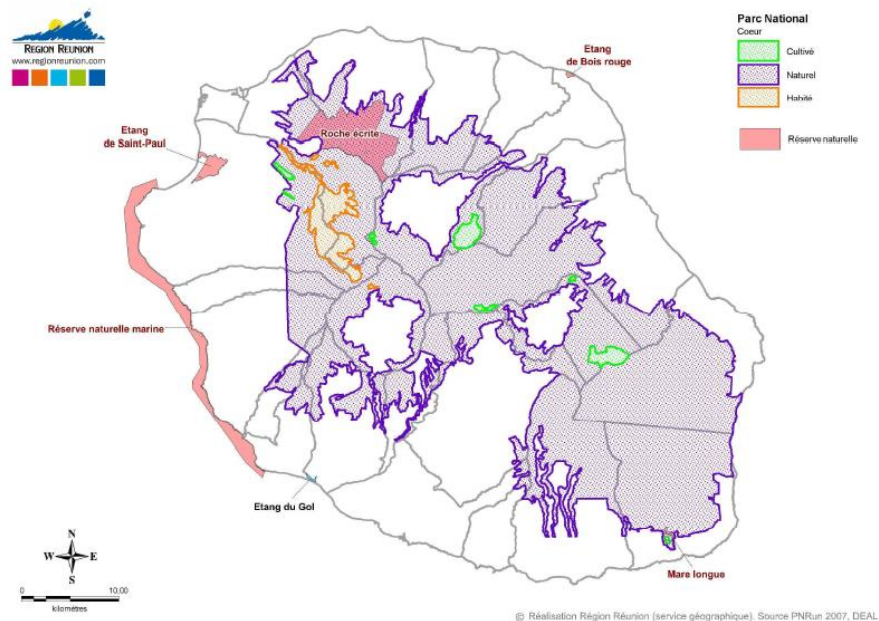 REGION REUNION
www.regionreunion.com
Parc National
Coeur
Cultivé
Naturel
Habité
Réserve naturelle
Etang
de Bois rouge
Etang
de Saint-Paul
Roche écrite
Réserve naturelle marine
Etang du Gol
Mare longue
N
W E
S
0 10,00
kilomètres
© Réalisation Région Réunion (service géographique). Source PNRun 2007, DEAL